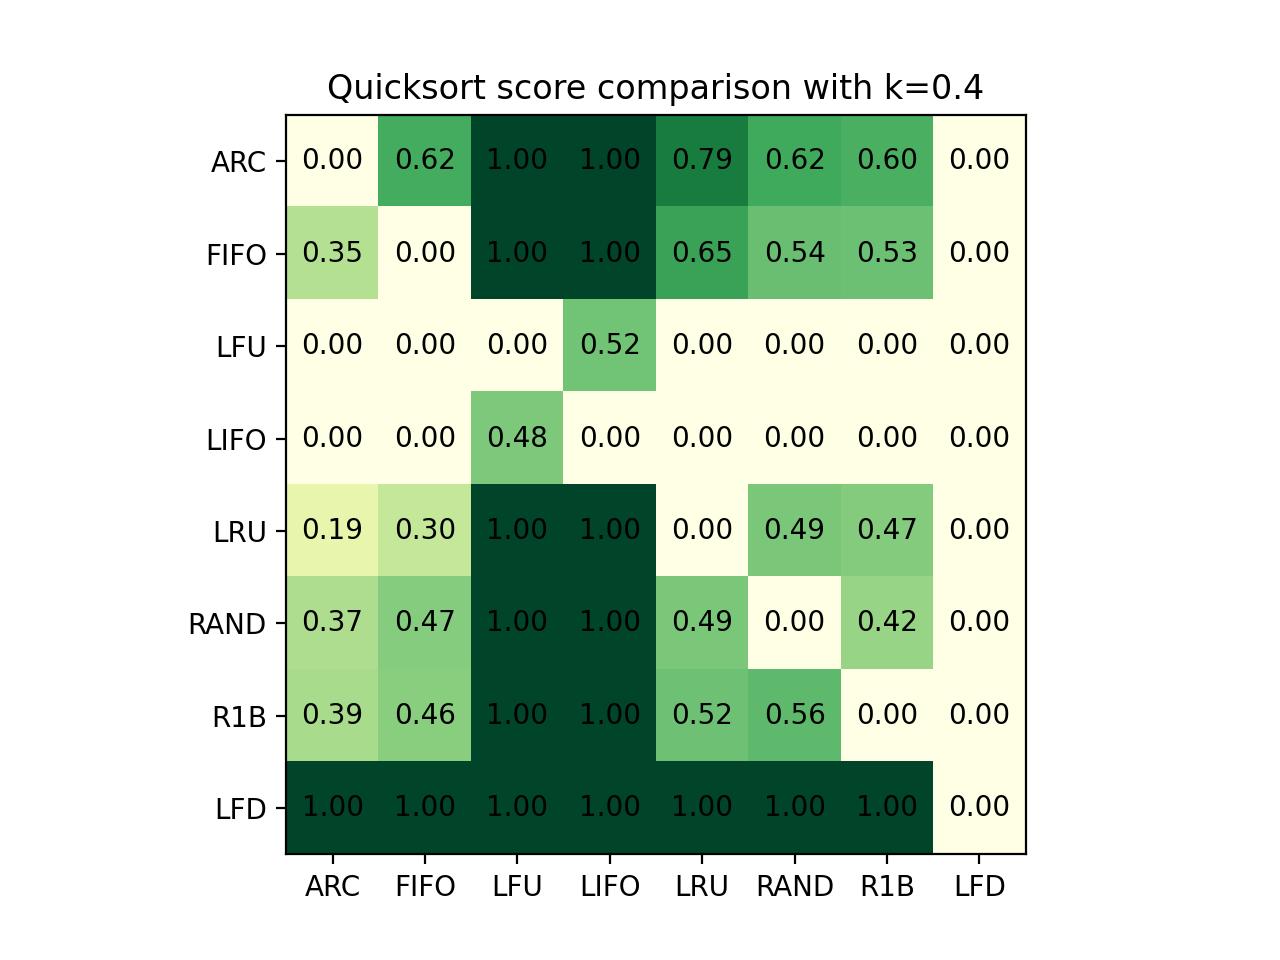 Quicksort score comparison with k=0.4
ARC 0.00 0.62 1.00 1.00 0.79 0.62 0.60 0.00
FIFO 0.35 0.00 1.00 1.00 0.65 0.54 0.53 0.00
LFU 0.00 0.00 0.00 0.52 0.00 0.00 0.00 0.00
LIFO 0.00 0.00 0.48 0.00 0.00 0.00 0.00 0.00
LRU 0.19 0.30 1.00 1.00 0.00 0.49 0.47 0.00
RAND 0.37 0.47 1.00 1.00 0.49 0.00 0.42 0.00
R1B 0.39 0.46 1.00 1.00 0.52 0.56 0.00 0.00
LFD 1.00 1.00 1.00 1.00 1.00 1.00 1.00 0.00
ARC FIFO LFU LIFO LRU RAND R1B LFD